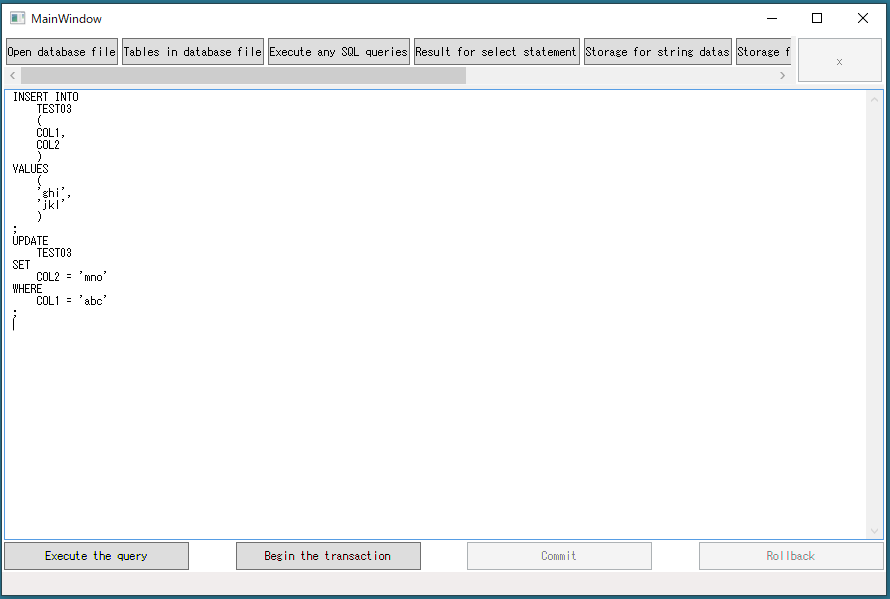 MainWindow
Open database file Tables in database file Execute any SQL queries Result for select statement Storage for string datas Storage f
x
INSERT INTO
    TEST03
    (
    COL1,
    COL2
    )
VALUES
    (
    'ghi',
    'jkl'
    )
;
UPDATE
    TEST03
SET
    COL2 = 'mno'
WHERE
    COL1 = 'abc'
;
Execute the query Begin the transaction Commit Rollback